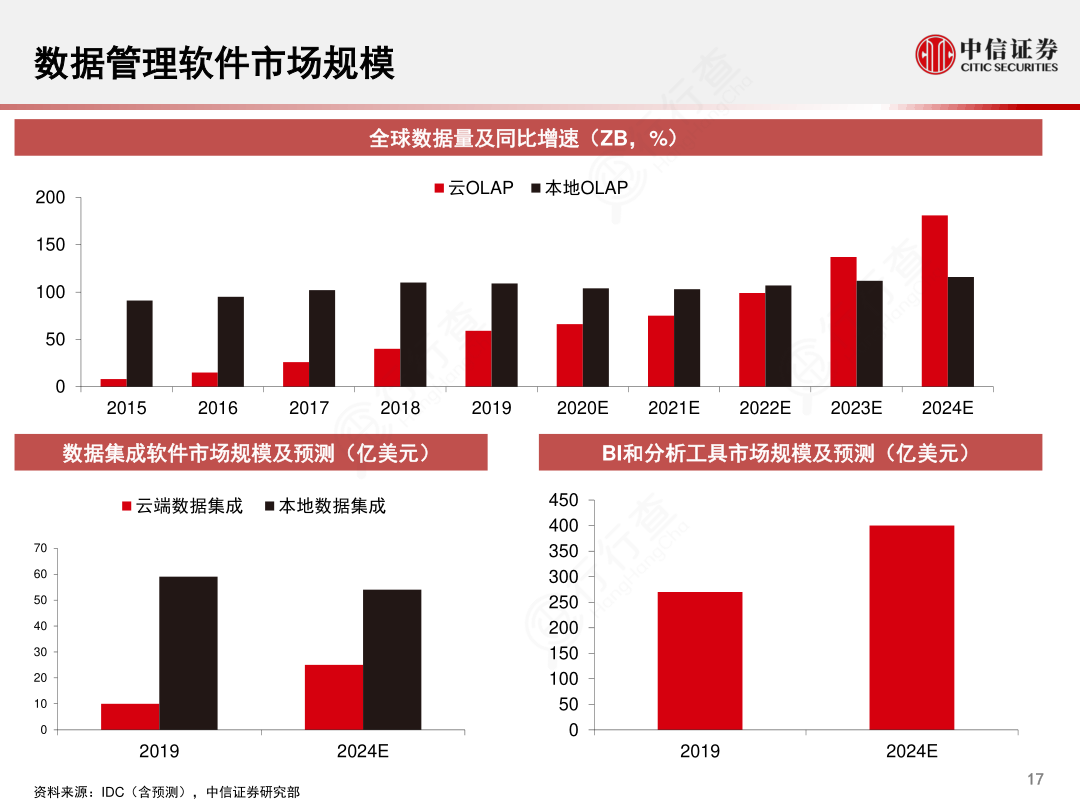 数据管理软件市场规模
中信证券
CITIC SECURITIES
全球数据量及同比增速（ZB，%）
云OLAP 本地OLAP
200
150
100
50
0
2015 2016 2017 2018 2019 2020E 2021E 2022E 2023E 2024E
数据集成软件市场规模及预测（亿美元）
云端数据集成 本地数据集成
70
60
50
40
30
20
10
0
2019 2024E
BI和分析工具市场规模及预测（亿美元）
450
400
350
300
250
200
150
100
50
0
2019 2024E
资料来源：IDC（含预测），中信证券研究部
17